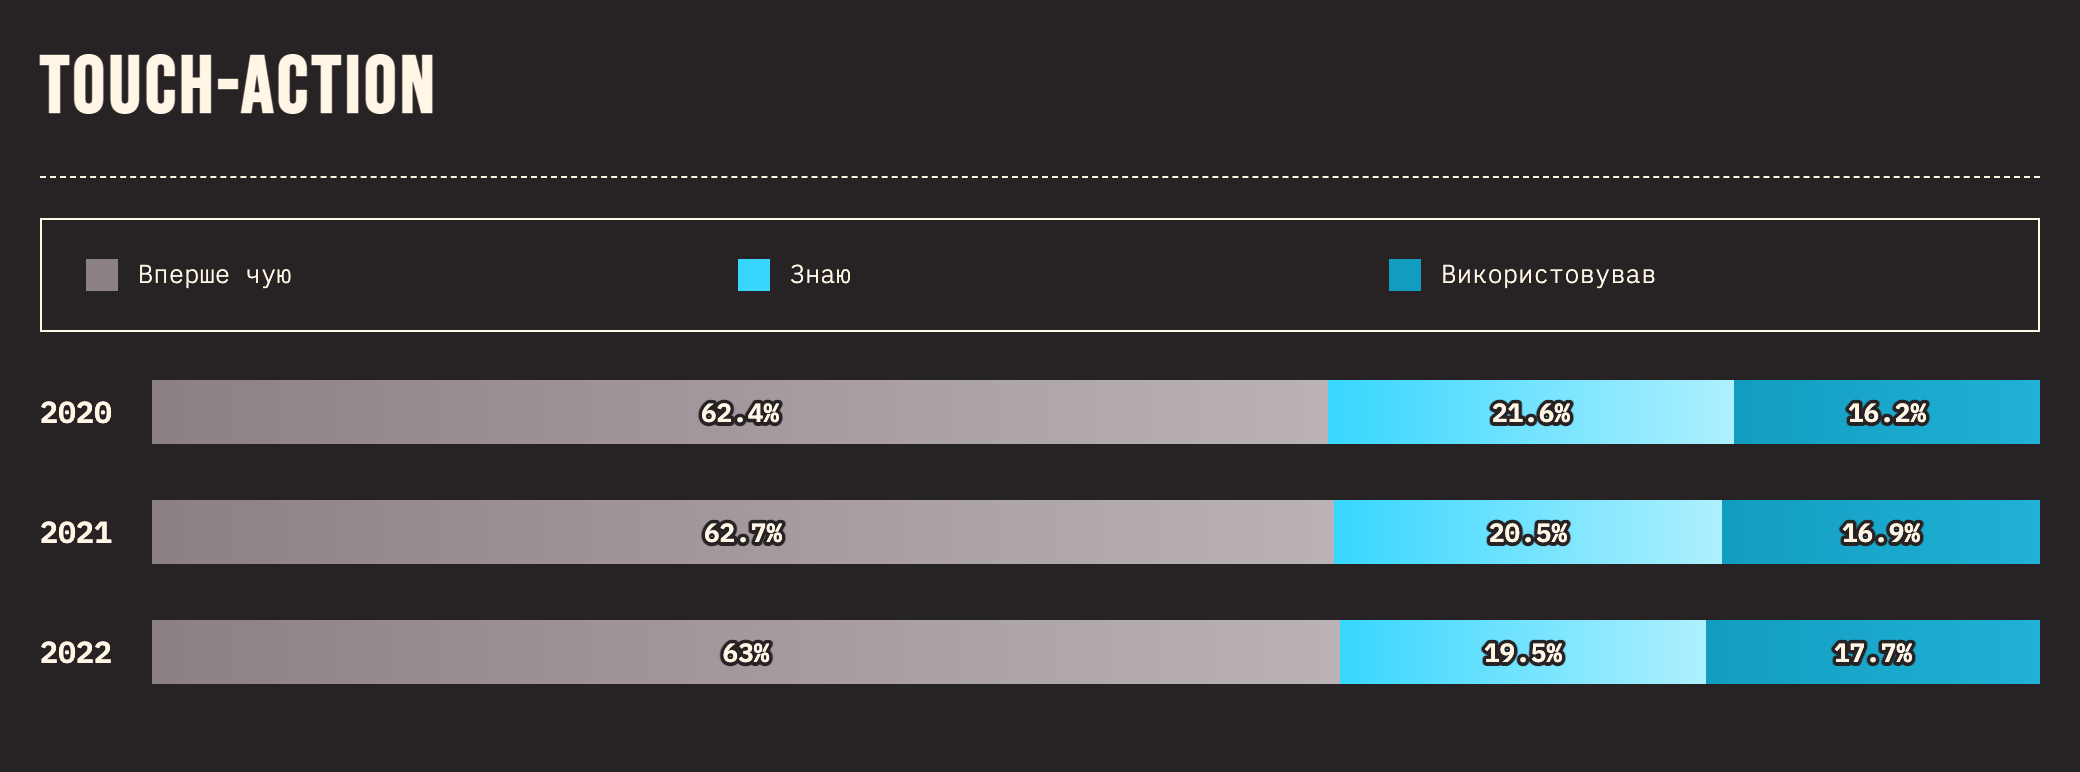 TOUCH-ACTION
Вперше чую Знаю Використовував
2020 62.4% 21.6% 16.2%
2021 62.7% 20.5% 16.9%
2022 63% 19.5% 17.7%